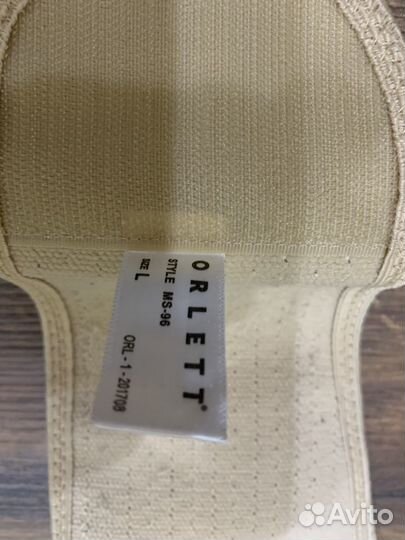 ORLETT®
STYLE MS-96
SIZE L
ORL-1-201708
Avito